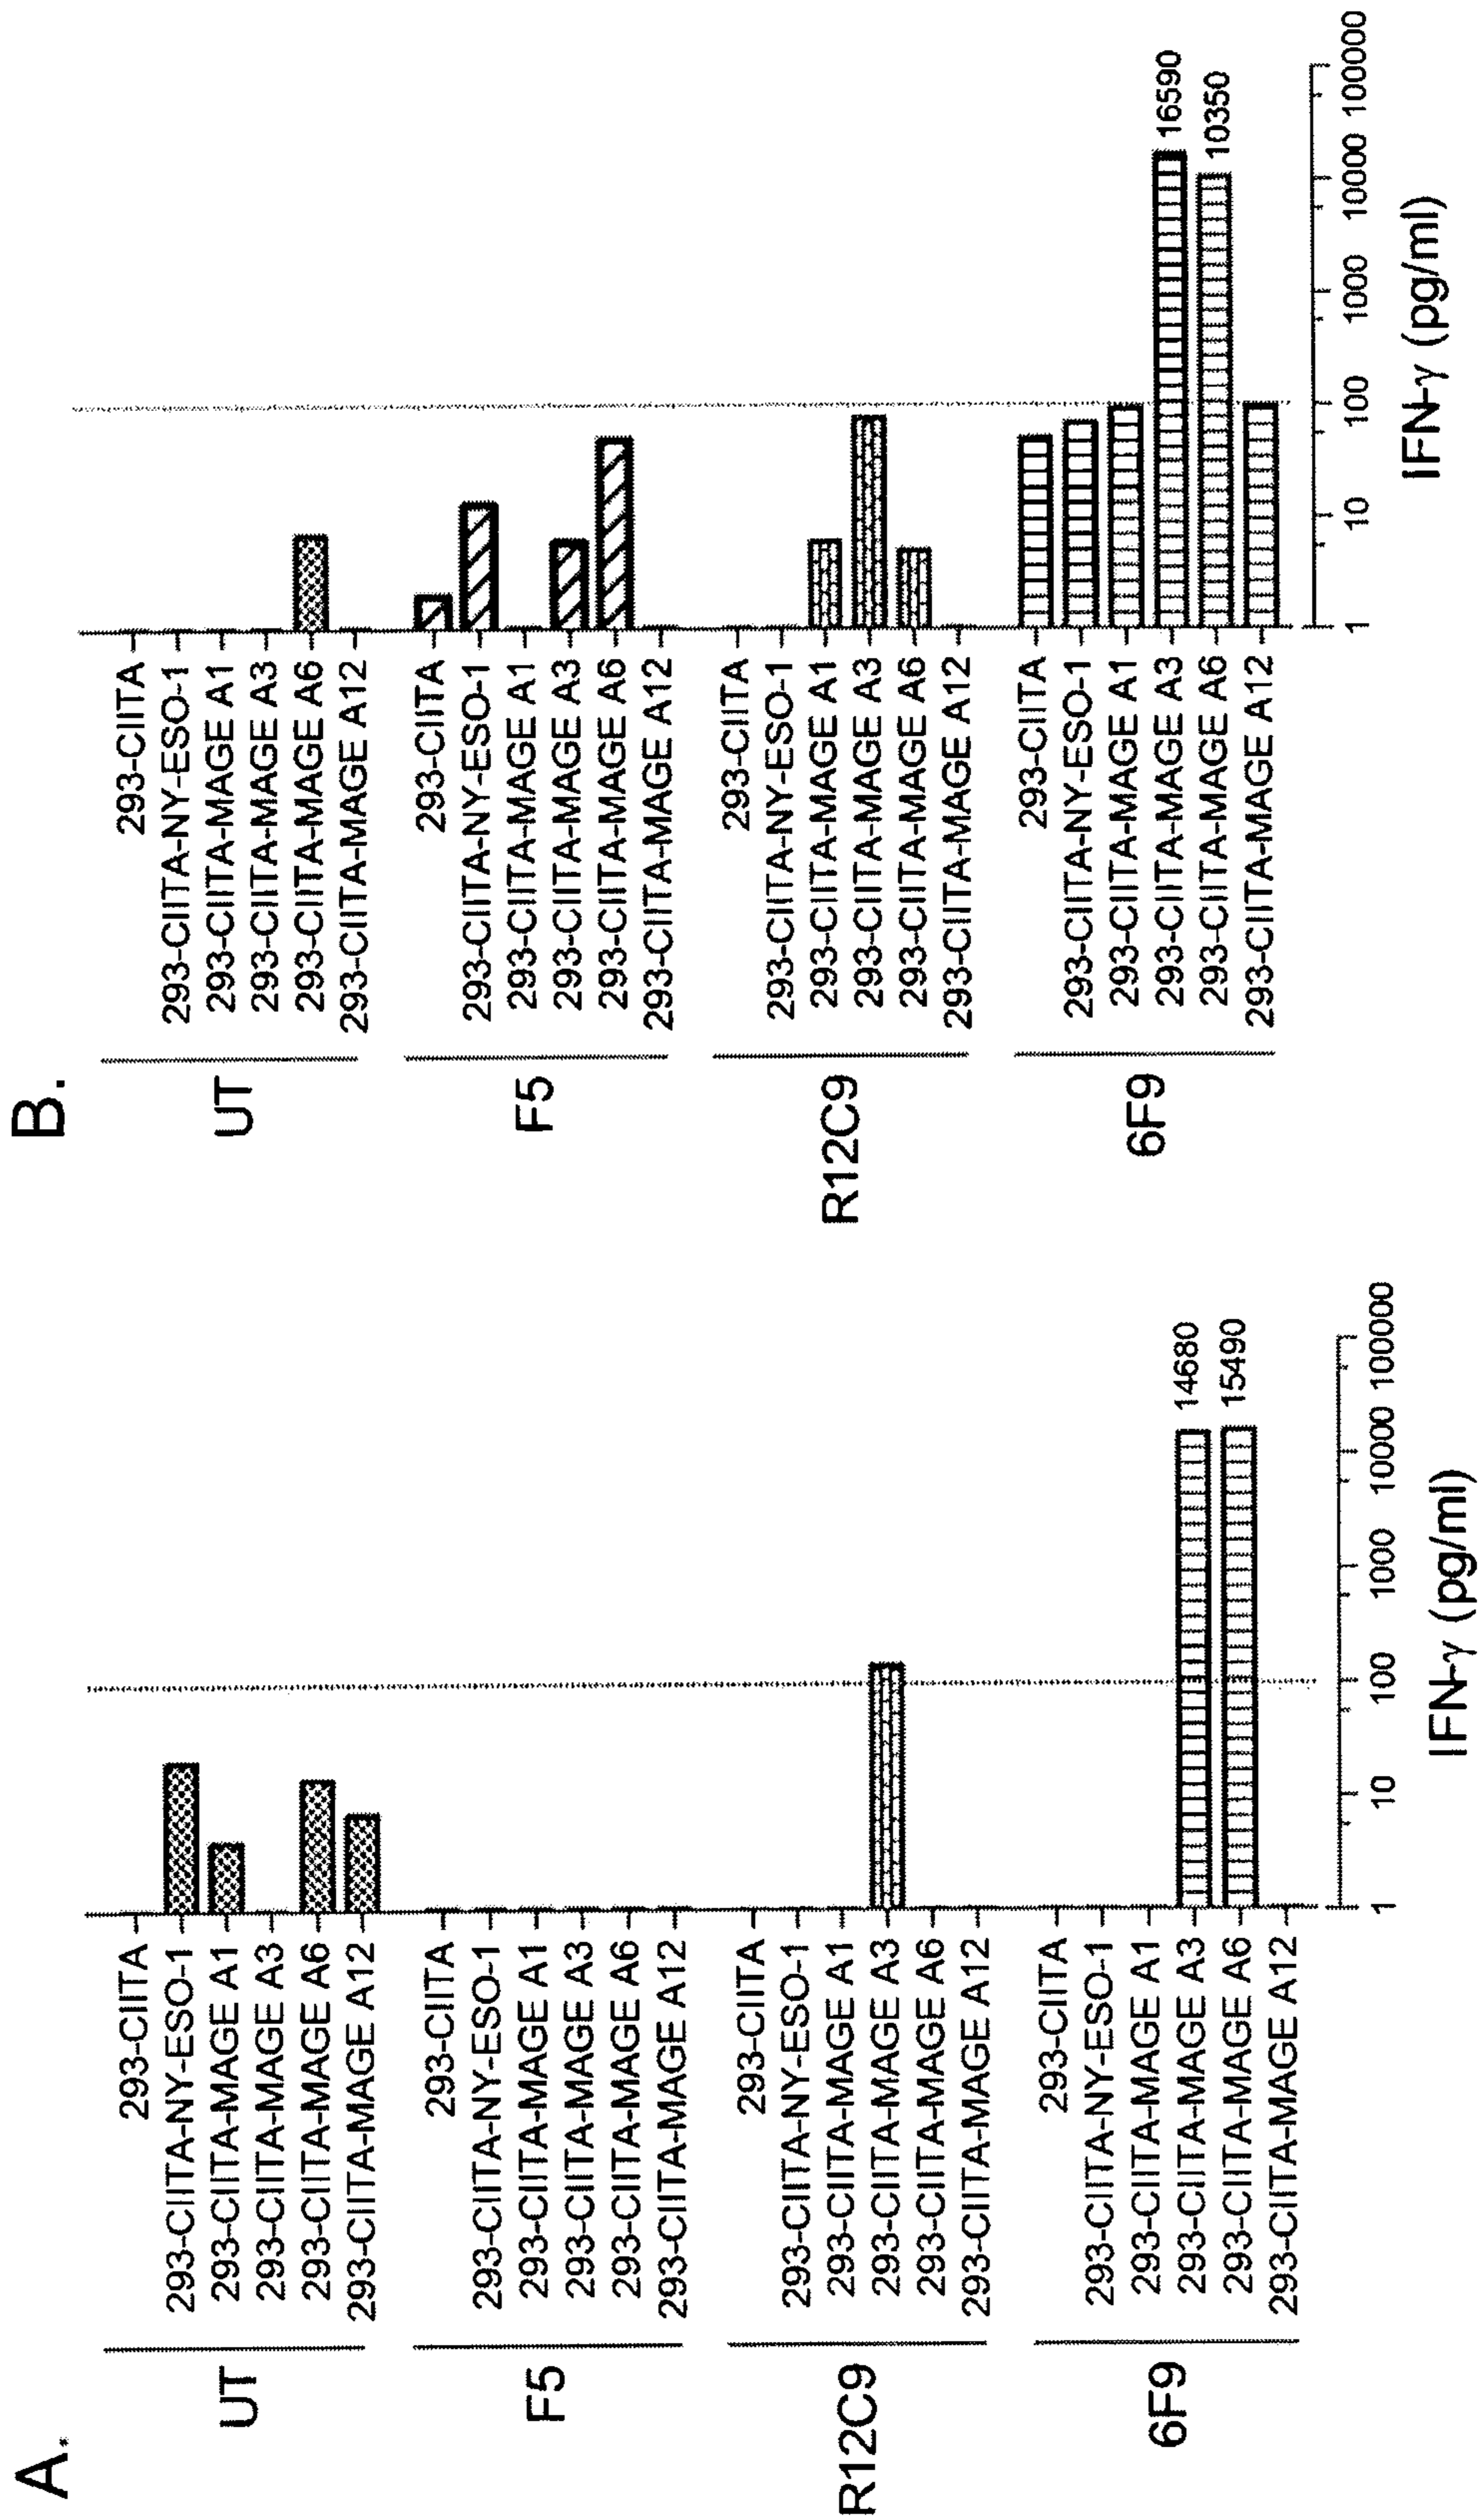 A.
UT
293-CIITA
293-CIITA-NY-ESO-1
293-CIITA-MAGE A1
293-CIITA-MAGE A3
293-CIITA-MAGE A6
293-CIITA-MAGE A12
F5
293-CIITA
293-CIITA-NY-ESO-1
293-CIITA-MAGE A1
293-CIITA-MAGE A3
293-CIITA-MAGE A6
293-CIITA-MAGE A12
R12C9
293-CIITA
293-CIITA-NY-ESO-1
293-CIITA-MAGE A1
293-CIITA-MAGE A3
293-CIITA-MAGE A6
293-CIITA-MAGE A12
6F9
293-CIITA
293-CIITA-NY-ESO-1
293-CIITA-MAGE A1
293-CIITA-MAGE A3
14680
293-CIITA-MAGE A6
15490
293-CIITA-MAGE A12
1 10 100 1000 10000 100000
IFN-γ (pg/ml)
B.
UT
293-CIITA
293-CIITA-NY-ESO-1
293-CIITA-MAGE A1
293-CIITA-MAGE A3
293-CIITA-MAGE A6
293-CIITA-MAGE A12
F5
293-CIITA
293-CIITA-NY-ESO-1
293-CIITA-MAGE A1
293-CIITA-MAGE A3
293-CIITA-MAGE A6
293-CIITA-MAGE A12
R12C9
293-CIITA
293-CIITA-NY-ESO-1
293-CIITA-MAGE A1
293-CIITA-MAGE A3
293-CIITA-MAGE A6
293-CIITA-MAGE A12
6F9
293-CIITA
293-CIITA-NY-ESO-1
293-CIITA-MAGE A1
293-CIITA-MAGE A3
16590
293-CIITA-MAGE A6
10350
293-CIITA-MAGE A12
1 10 100 1000 10000 100000
IFN-γ (pg/ml)